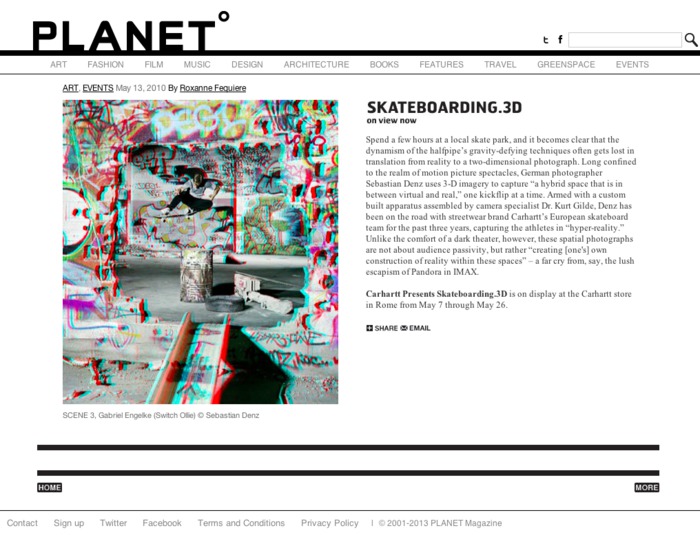 PLANET°
ART FASHION FILM MUSIC DESIGN ARCHITECTURE BOOKS FEATURES TRAVEL GREENSPACE EVENTS
ART, EVENTS May 13, 2010 By Roxanne Fequiere
SKATEBOARDING.3D
on view now
Spend a few hours at a local skate park, and it becomes clear that the
dynamism of the halfpipe's gravity-defying techniques often gets lost in
translation from reality to a two-dimensional photograph. Long confined
to the realm of motion picture spectacles, German photographer
Sebastian Denz uses 3-D imagery to capture “a hybrid space that is in
between virtual and real,” one kickflip at a time. Armed with a custom
built apparatus assembled by camera specialist Dr. Kurt Gilde, Denz has
been on the road with streetwear brand Carhartt's European skateboard
team for the past three years, capturing the athletes in “hyper-reality.”
Unlike the comfort of a dark theater, however, these spatial photographs
are not about audience passivity, but rather “creating [one's] own
construction of reality within these spaces” – a far cry from, say, the lush
escapism of Pandora in IMAX.
Carhartt Presents Skateboarding.3D is on display at the Carhartt store
in Rome from May 7 through May 26.
SHARE EMAIL
SCENE 3, Gabriel Engelke (Switch Ollie) © Sebastian Denz
HOME MORE
Contact Sign up Twitter Facebook Terms and Conditions Privacy Policy | © 2001-2013 PLANET Magazine